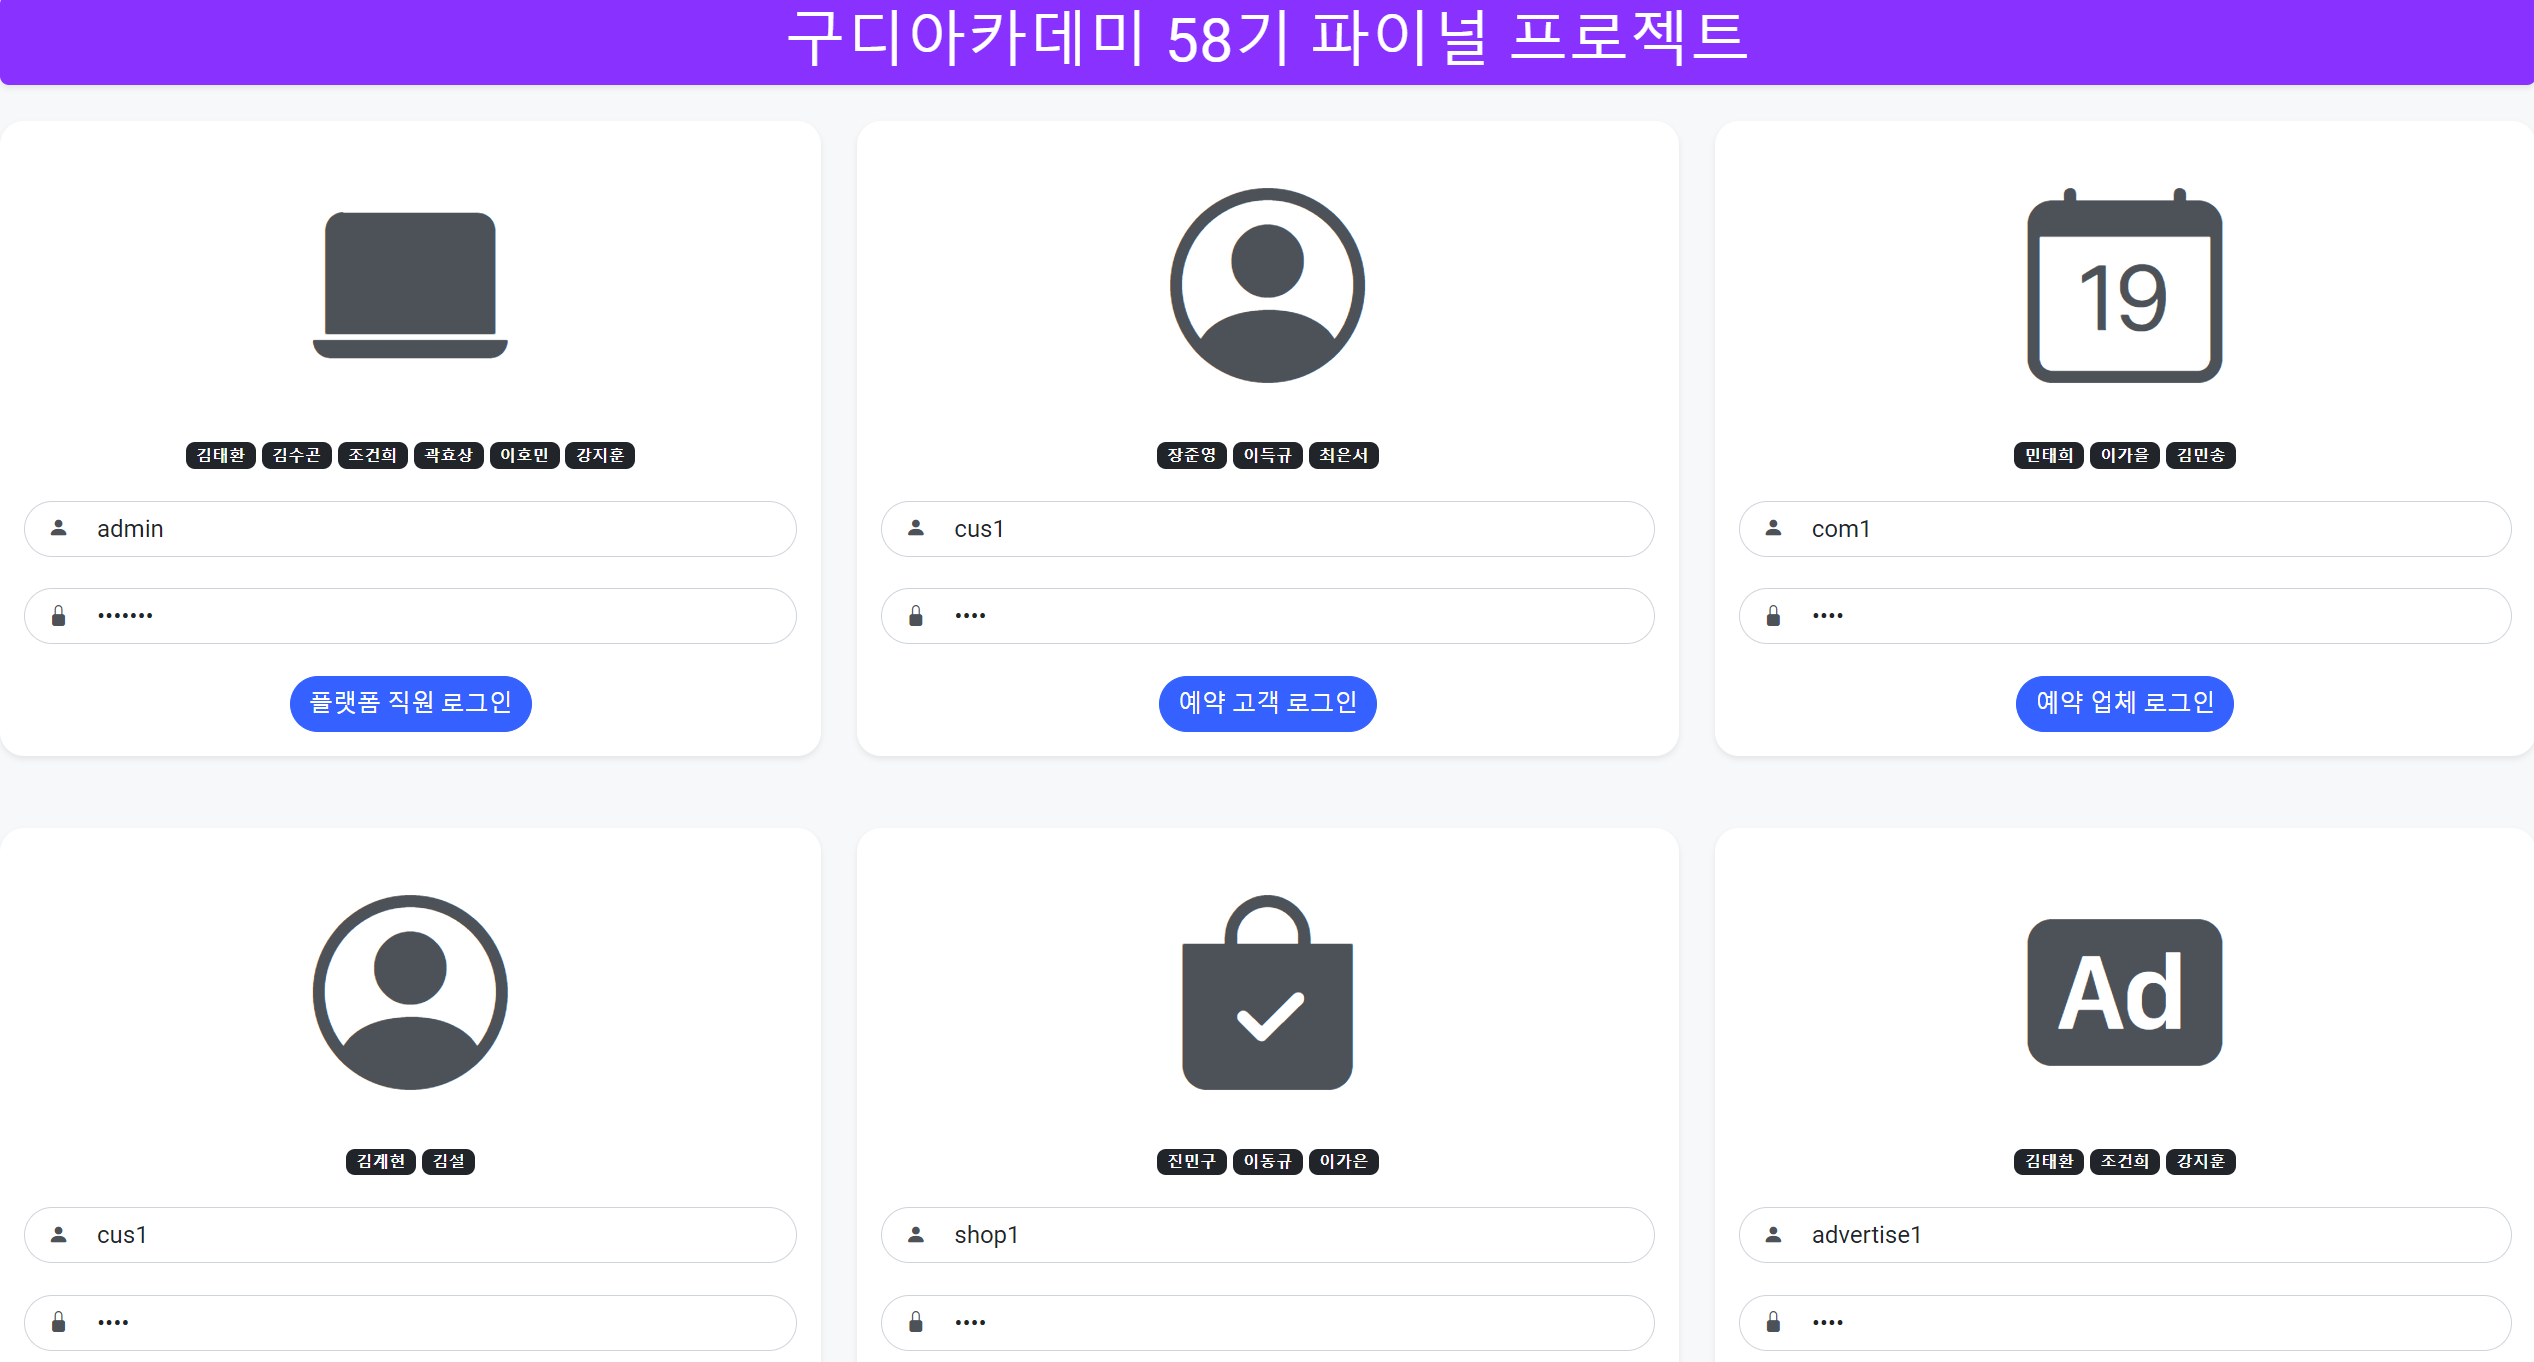 구디아카데미 58기 파이널 프로젝트
19
김태환 김수곤 조건희 곽효상 이호민 강지훈
장준영 이득규 최은서
민태희 이가을 김민송
admin
cus1
com1
•••••••
••••
••••
플랫폼 직원 로그인
예약 고객 로그인
예약 업체 로그인
Ad
김계현 김설
진민구 이동규 이가은
김태환 조건희 강지훈
cus1
shop1
advertise1
••••
••••
••••